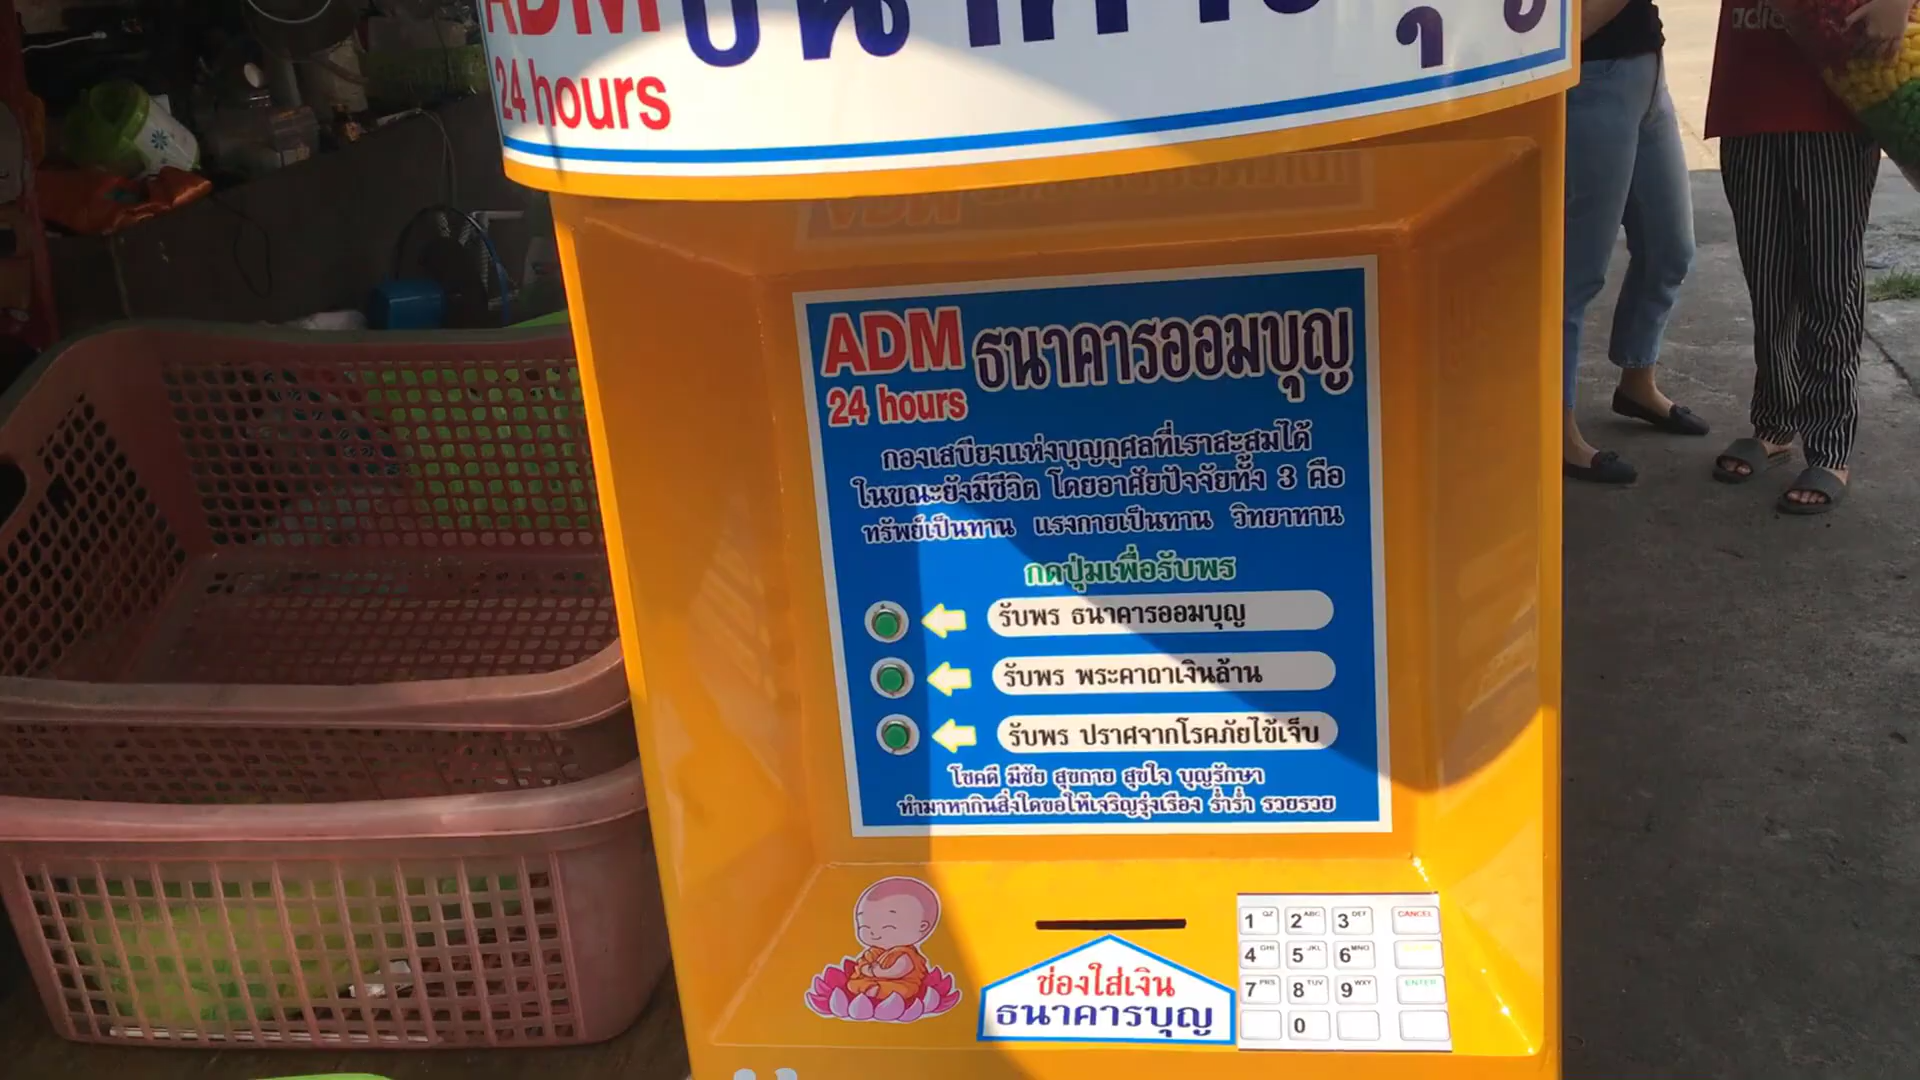 ADM
24 hours
adidas
ADM ธนาคารออมบุญ
24 hours
กองเสบียงแห่งบุญกุศลที่เราสะสมได้
ในขณะยังมีชีวิต โดยอาศัยปัจจัยทั้ง 3 คือ
ทรัพย์เป็นทาน แรงกายเป็นทาน วิทยาทาน
กดปุ่มเพื่อรับพร
รับพร ธนาคารออมบุญ
รับพร พระคาถาเงินล้าน
รับพร ปราศจากโรคภัยไข้เจ็บ
โชคดี มีชัย สุขกาย สุขใจ บุญรักษา
ทำมาหากินสิ่งใดขอให้เจริญรุ่งเรือง ร่ำร่ำ รวยรวย
ช่องใส่เงิน
ธนาคารบุญ
1 QZ 2 ABC 3 DEF CANCEL
4 GHI 5 JKL 6 MNO
7 PRS 8 TUV 9 WXY ENTER
0